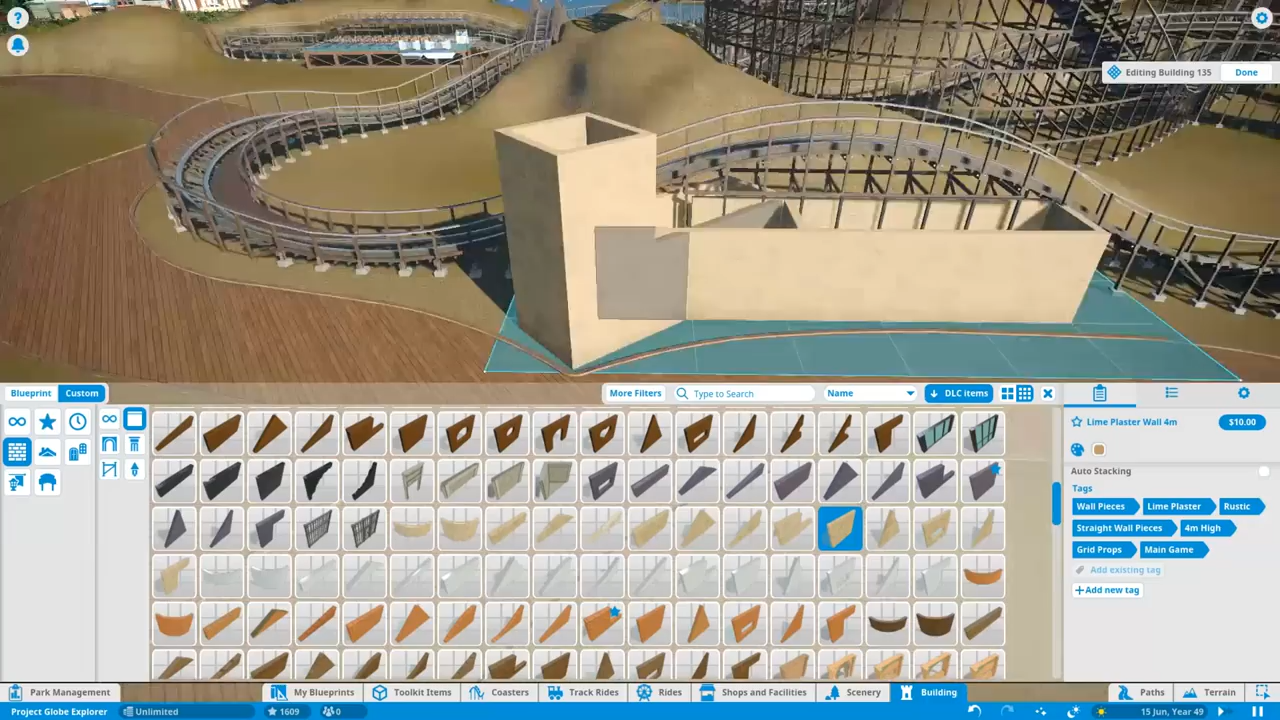 ?
Editing Building 135
Done
Blueprint
Custom
More Filters
Type to Search
Name
DLC items
Lime Plaster Wall 4m
$10.00
Auto Stacking
Tags
Wall Pieces
Lime Plaster
Rustic
Straight Wall Pieces
4m High
Grid Props
Main Game
Add existing tag
+Add new tag
Park Management
My Blueprints
Toolkit Items
Coasters
Track Rides
Rides
Shops and Facilities
Scenery
Building
Paths
Terrain
Project Globe Explorer
Unlimited
1609
0
15 Jun, Year 49